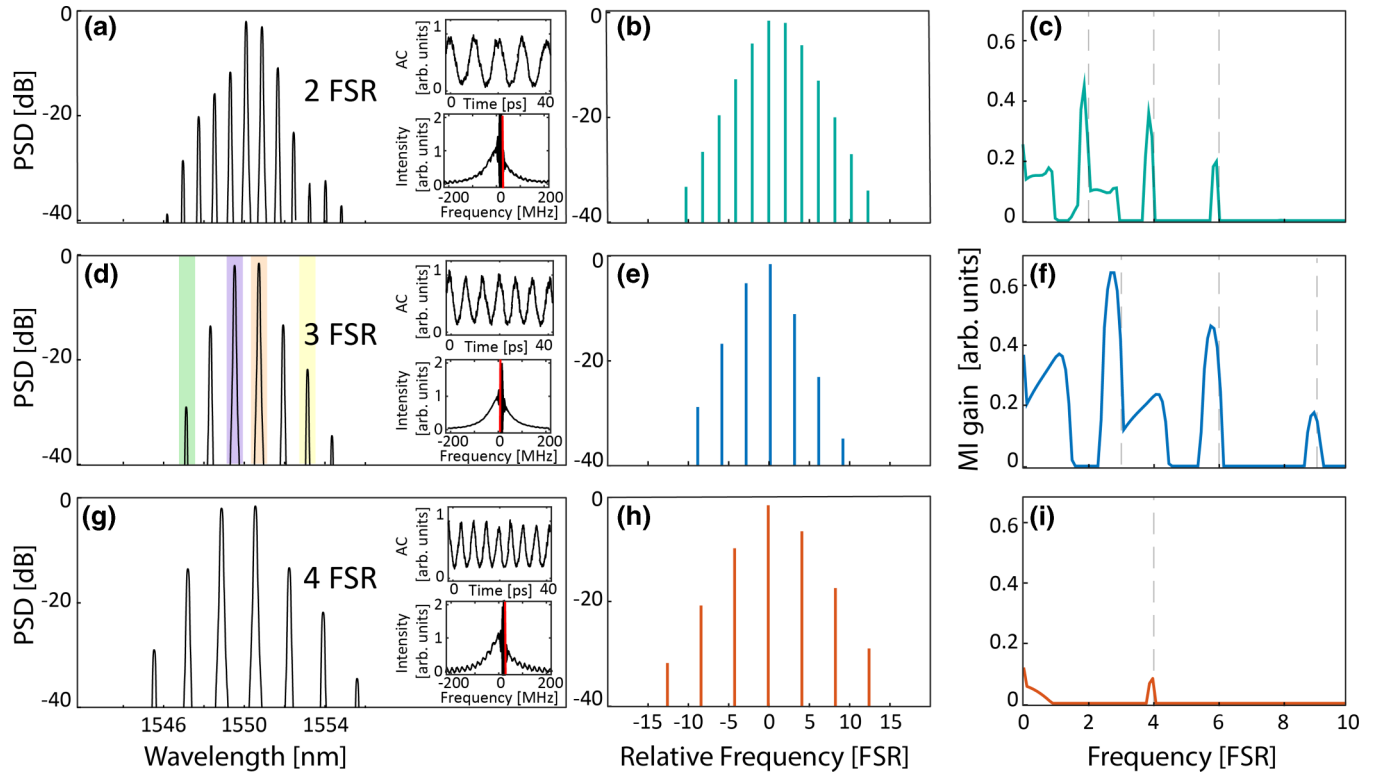 (a)
2 FSR
PSD [dB]
0
-20
-40
AC
[arb. units]
1
0
0 Time [ps] 40
Intensity
[arb. units]
2
1
0
-200 0 200
Frequency [MHz]
(b)
0
-20
-40
(c)
0.6
0.4
0.2
0
(d)
3 FSR
PSD [dB]
0
-20
-40
AC
[arb. units]
1
0
0 Time [ps] 40
Intensity
[arb. units]
2
1
0
-200 0 200
Frequency [MHz]
(e)
0
-20
-40
(f)
MI gain [arb. units]
0.6
0.4
0.2
0
(g)
4 FSR
PSD [dB]
0
-20
-40
1546 1550 1554
Wavelength [nm]
AC
[arb. units]
1
0
0 Time [ps] 40
Intensity
[arb. units]
2
1
0
-200 0 200
Frequency [MHz]
(h)
0
-20
-40
-15 -10 -5 0 5 10 15
Relative Frequency [FSR]
(i)
0.6
0.4
0.2
0
0 2 4 6 8 10
Frequency [FSR]